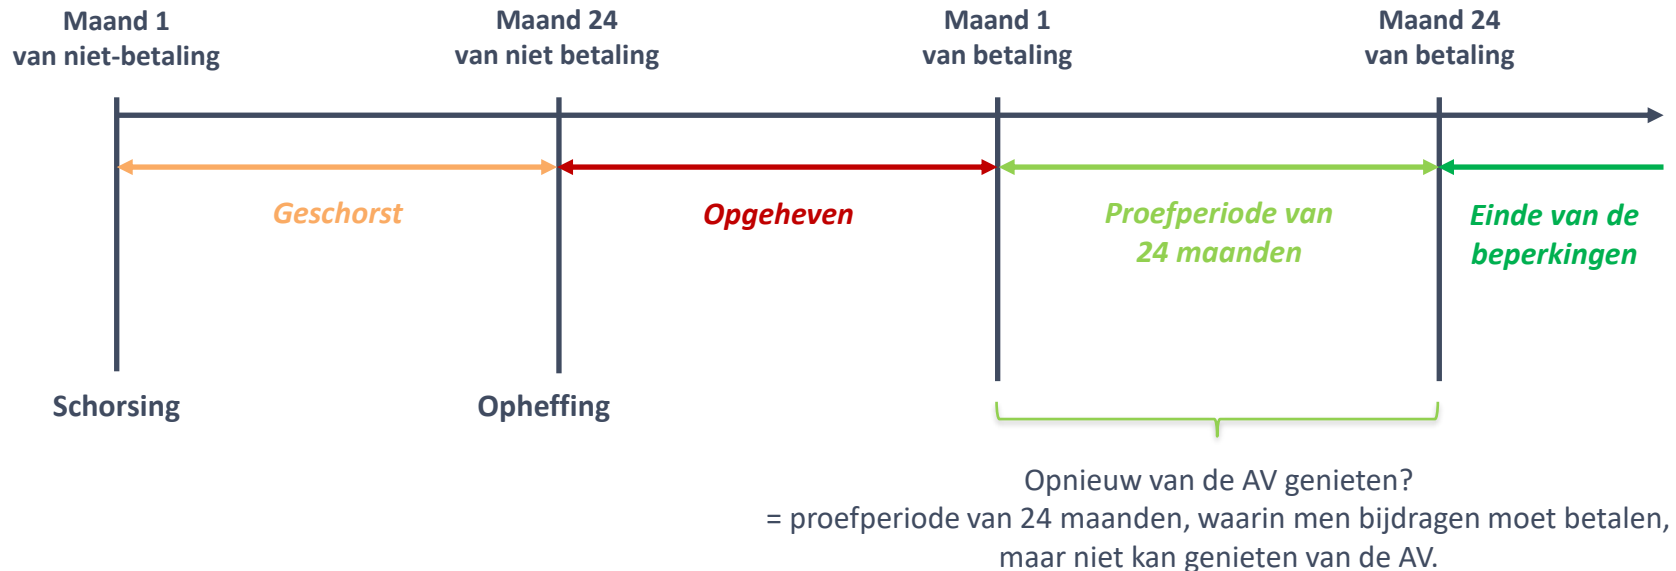 Maand 1
van niet-betaling
Maand 24
van niet betaling
Maand 1
van betaling
Maand 24
van betaling
Geschorst
Opgeheven
Proefperiode van
24 maanden
Einde van de
beperkingen
Schorsing
Opheffing
Opnieuw van de AV genieten?
= proefperiode van 24 maanden, waarin men bijdragen moet betalen,
maar niet kan genieten van de AV.